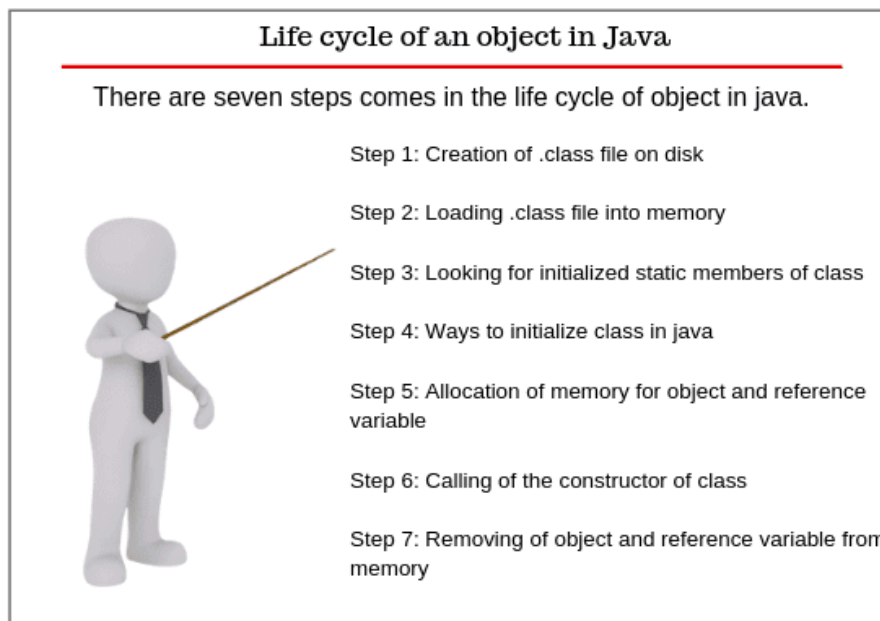 Life cycle of an object in Java
There are seven steps comes in the life cycle of object in java.
Step 1: Creation of .class file on disk
Step 2: Loading .class file into memory
Step 3: Looking for initialized static members of class
Step 4: Ways to initialize class in java
Step 5: Allocation of memory for object and reference
variable
Step 6: Calling of the constructor of class
Step 7: Removing of object and reference variable from
memory